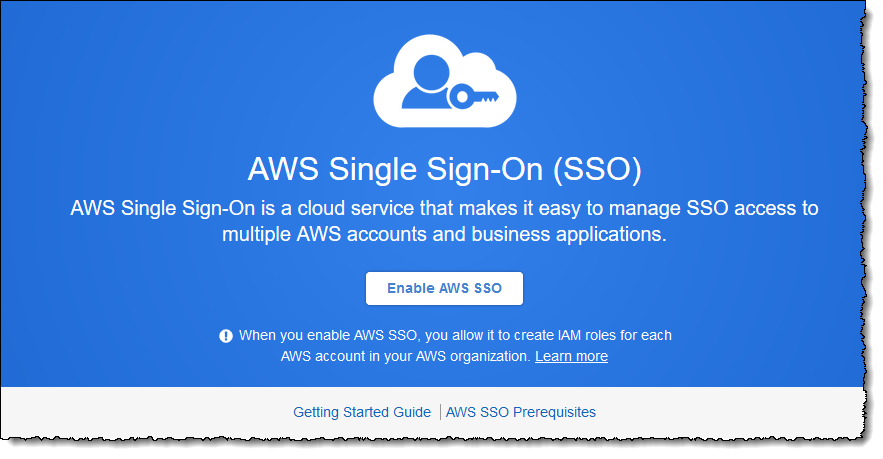 AWS Single Sign-On (SSO)
AWS Single Sign-On is a cloud service that makes it easy to manage SSO access to
multiple AWS accounts and business applications.
Enable AWS SSO
When you enable AWS SSO, you allow it to create IAM roles for each
AWS account in your AWS organization. Learn more
Getting Started Guide | AWS SSO Prerequisites